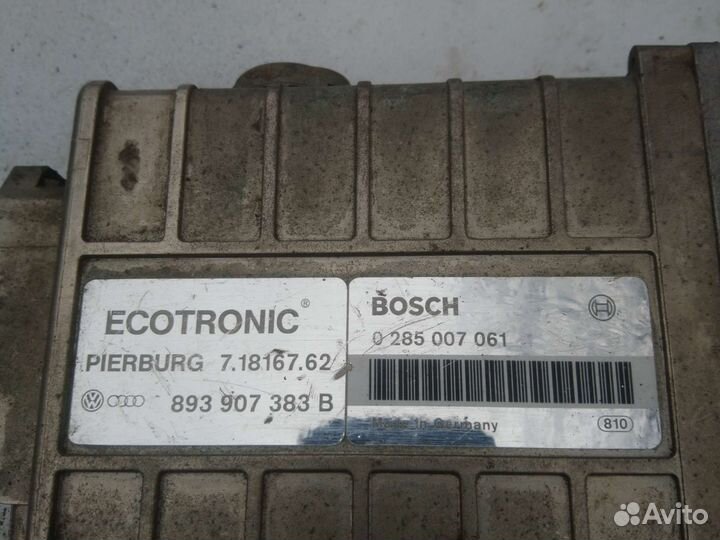 ECOTRONIC®
PIERBURG 7.18167.62
893 907 383 B
BOSCH
0 285 007 061
Made in Germany
810
Avito